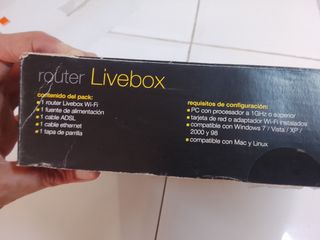 router Livebox
contenido del pack:
1 router Livebox Wi-Fi
1 fuente de alimentación
1 cable ADSL
1 cable ethernet
1 tapa de parrilla
requisitos de configuración:
PC con procesador a 1GHz o superior
tarjeta de red o adaptador Wi-Fi instalados
compatible con Windows 7 / Vista / XP /
2000 y 98
compatible con Mac y Linux